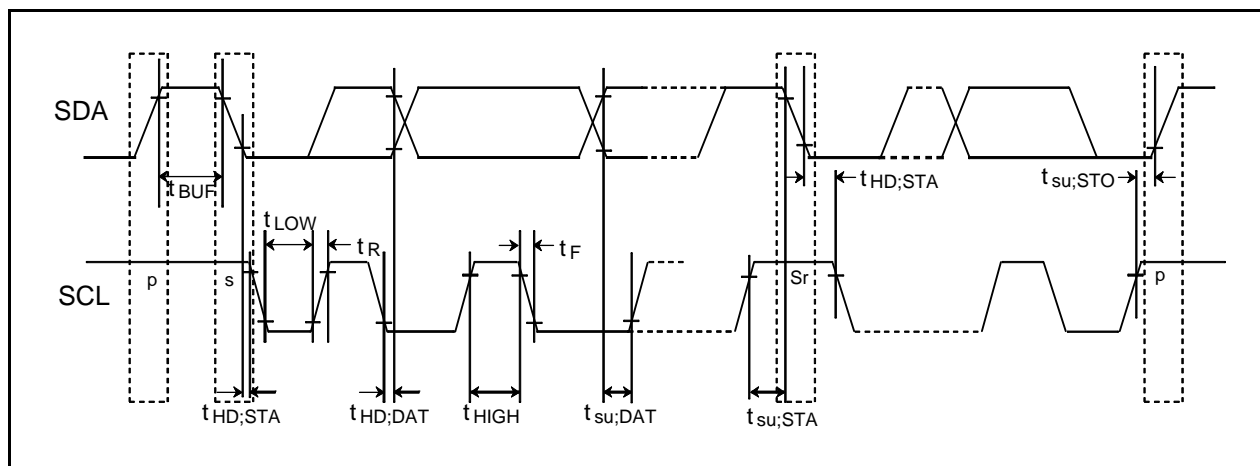 SDA
t BUF
t HD;STA
t su;STO
t LOW
t R
t F
SCL
p
s
Sr
p
t HD;STA
t HD;DAT
t HIGH
t su;DAT
t su;STA